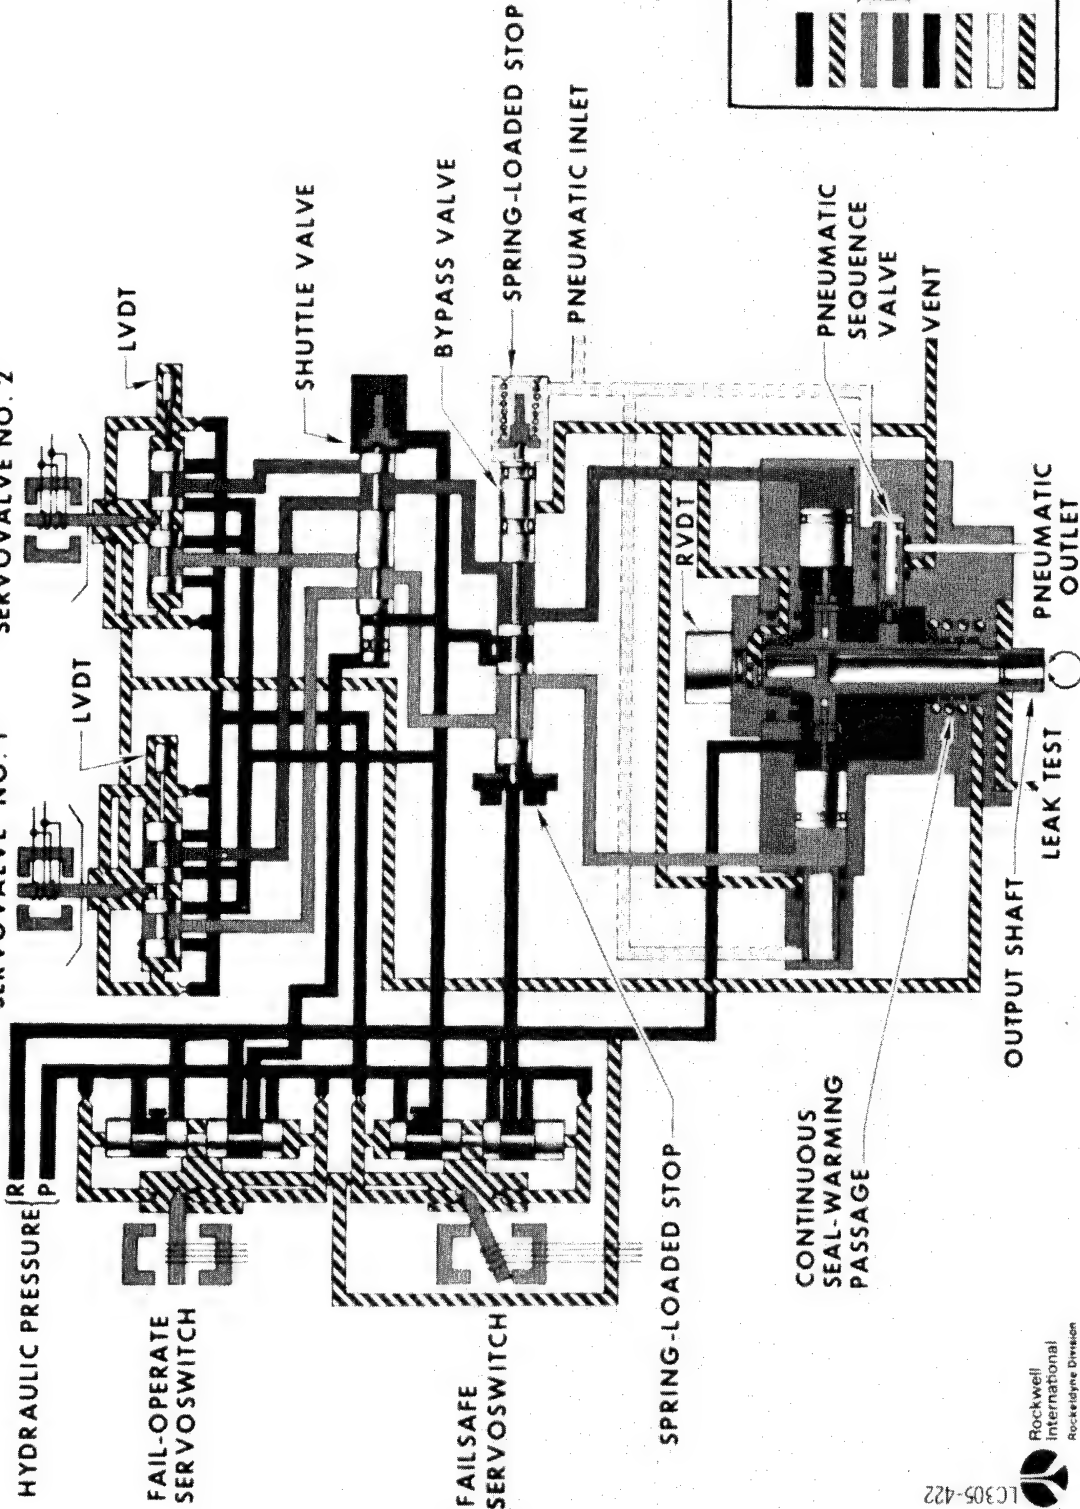 SERVOVALVE NO. 1
SERVOVALVE NO. 2
HYDRAULIC PRESSURE
R
P
LVDT
LVDT
SHUTTLE VALVE
BYPASS VALVE
SPRING-LOADED STOP
PNEUMATIC INLET
FAIL-OPERATE
SERVOSWITCH
FAILSAFE
SERVOSWITCH
SPRING-LOADED STOP
RVDT
PNEUMATIC
SEQUENCE
VALVE
VENT
CONTINUOUS
SEAL-WARMING
PASSAGE
OUTPUT SHAFT
LEAK TEST
PNEUMATIC
OUTLET
Rockwell
International
Rocketdyne Division
LC305-422